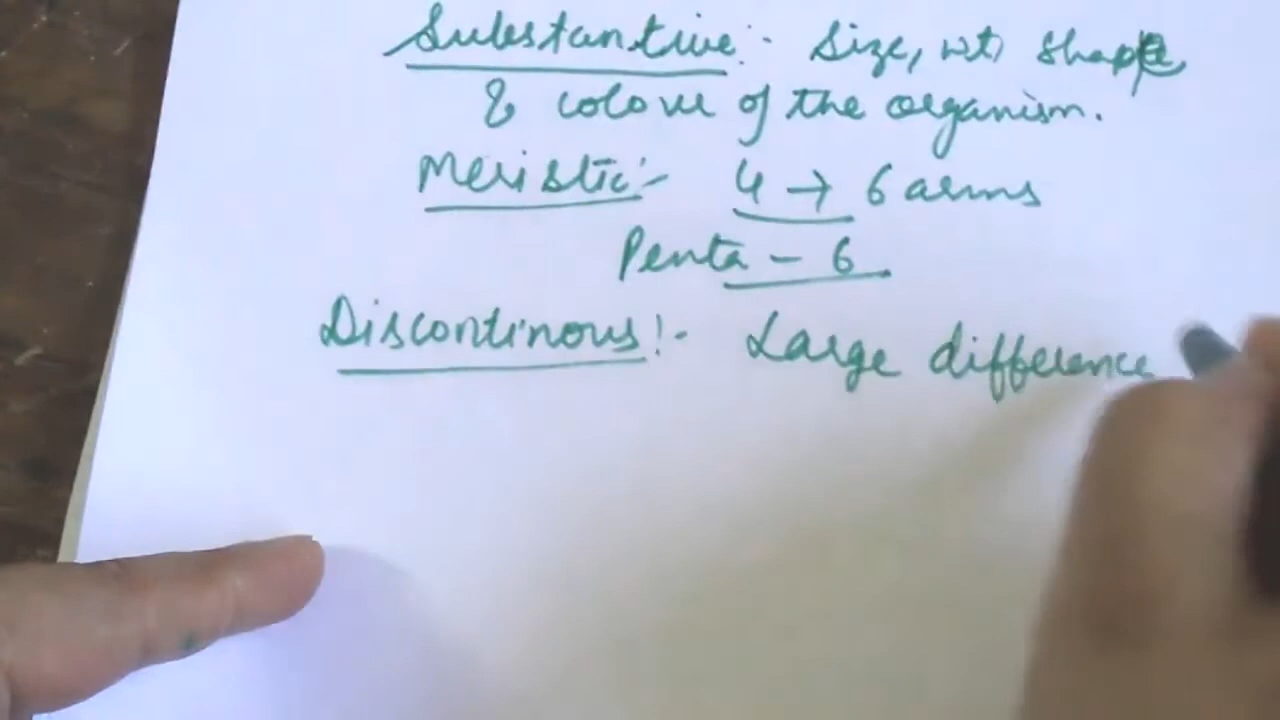 Substantive:- Size, wt, Shape
& colour of the organism.
Meristic:- 4 → 6 arms
Penta - 6
Discontinous:- Large difference